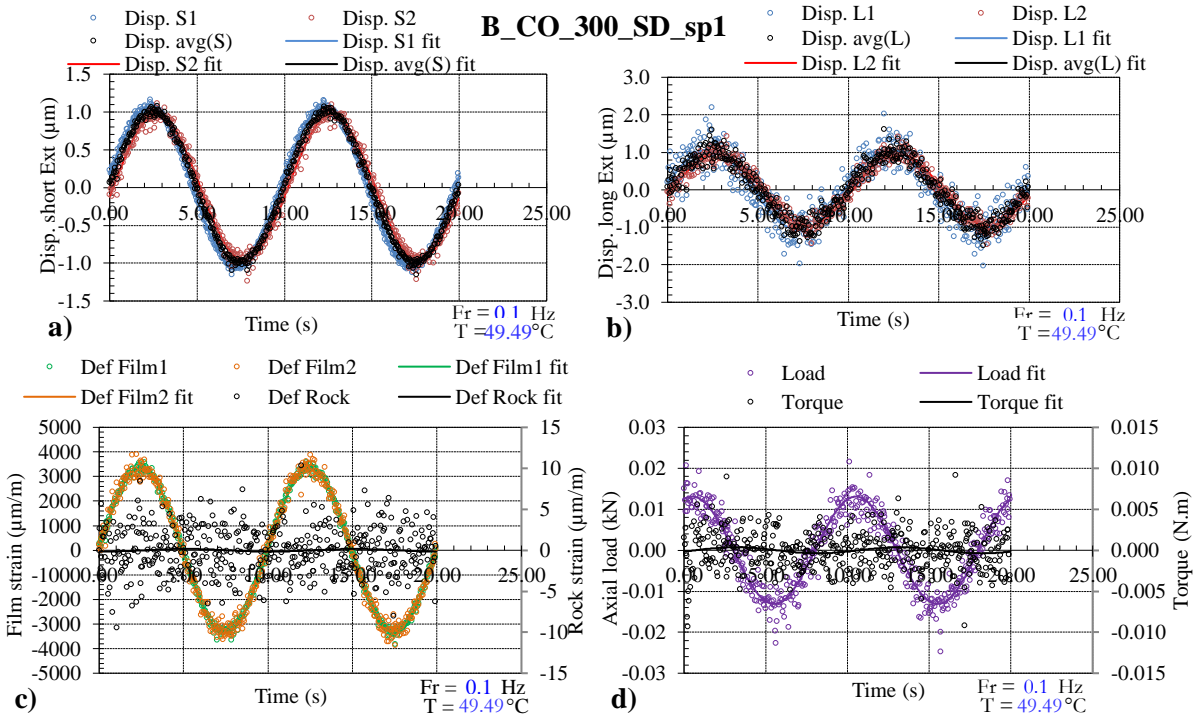 B_CO_300_SD_sp1
Disp. S1 Disp. S2
Disp. avg(S) Disp. S1 fit
Disp. S2 fit Disp. avg(S) fit
1.5
1.0
0.5
0.0
-0.5
-1.0
-1.5
0.00 5.00 10.00 15.00 20.00 25.00
Disp. short Ext (µm)
Time (s)
a)
Fr = 0.1 Hz
T =49.49°C
Disp. L1 Disp. L2
Disp. avg(L) Disp. L1 fit
Disp. L2 fit Disp. avg(L) fit
3.0
2.0
1.0
0.0
-1.0
-2.0
-3.0
0.00 5.00 10.00 15.00 20.00 25.00
Disp. long Ext (µm)
Time (s)
b)
Fr = 0.1 Hz
T =49.49°C
Def Film1 Def Film2 Def Film1 fit
Def Film2 fit Def Rock Def Rock fit
5000
4000
3000
2000
1000
0
-1000
-2000
-3000
-4000
-5000
0.00 5.00 10.00 15.00 20.00 25.00
15
10
5
0
-5
-10
-15
Film strain (µm/m)
Rock strain (µm/m)
Time (s)
c)
Fr = 0.1 Hz
T = 49.49°C
Load Load fit
Torque Torque fit
0.03
0.02
0.01
0.00
-0.01
-0.02
-0.03
0.00 5.00 10.00 15.00 20.00 25.00
0.015
0.010
0.005
0.000
-0.005
-0.010
-0.015
Axial load (kN)
Torque (N.m)
Time (s)
d)
Fr = 0.1 Hz
T = 49.49°C